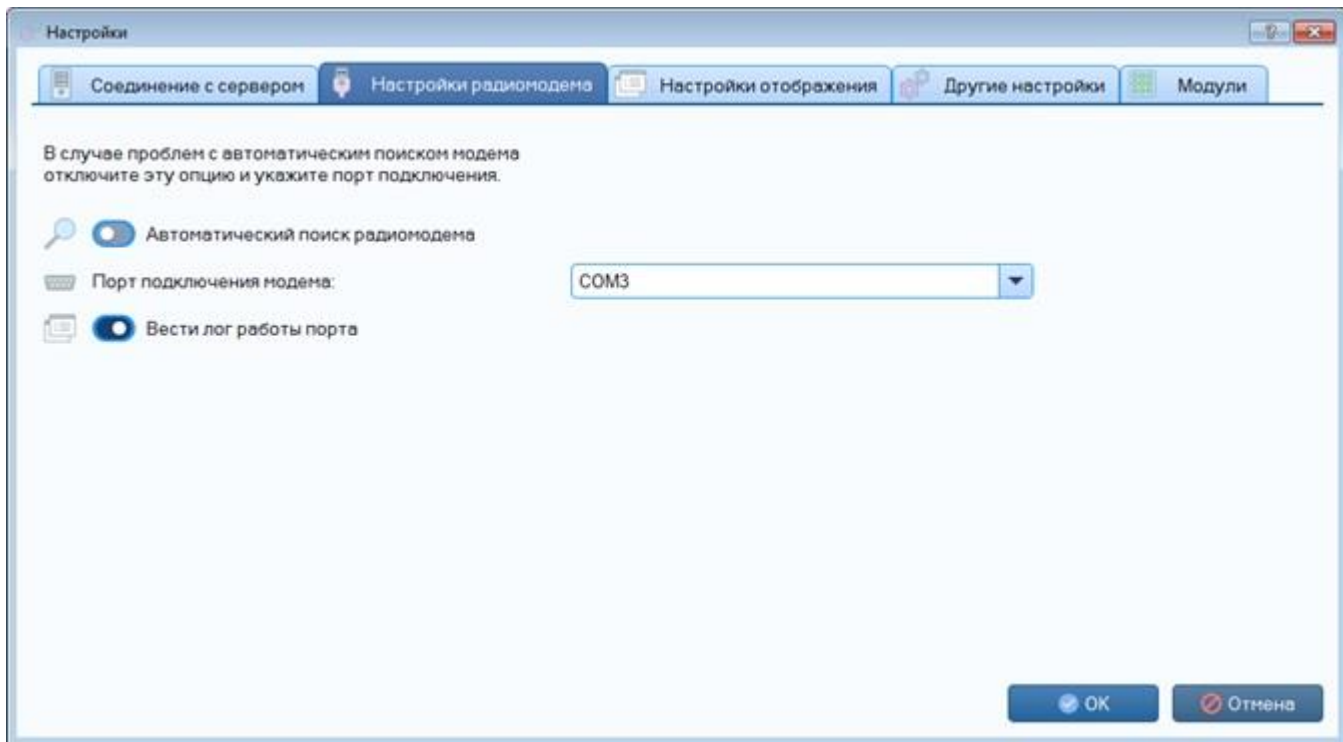 Настройки
Соединение с сервером
Настройки радиомодема
Настройки отображения
Другие настройки
Модули
В случае проблем с автоматическим поиском модема
отключите эту опцию и укажите порт подключения.
Автоматический поиск радиомодема
Порт подключения модема:
COM3
Вести лог работы порта
OK
Отмена